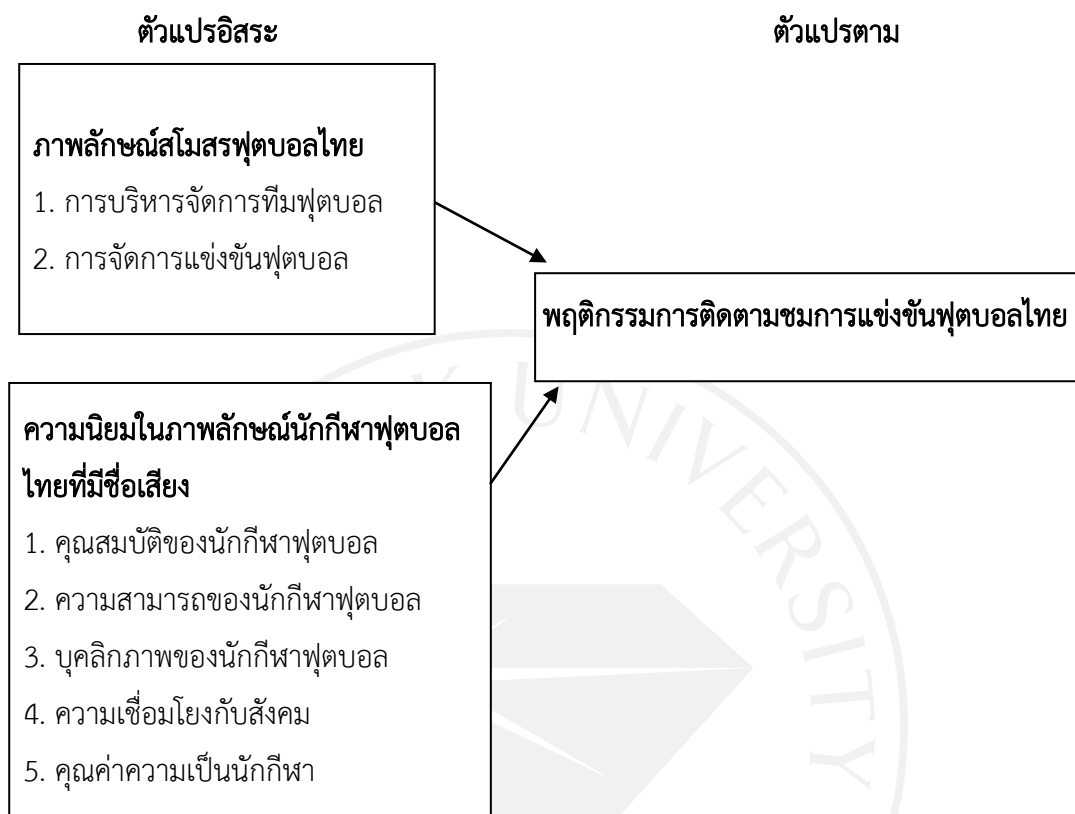 ตัวแปรอิสระ
ตัวแปรตาม
ภาพลักษณ์สโมสรฟุตบอลไทย
1. การบริหารจัดการทีมฟุตบอล
2. การจัดการแข่งขันฟุตบอล
พฤติกรรมการติดตามชมการแข่งขันฟุตบอลไทย
ความนิยมในภาพลักษณ์นักกีฬาฟุตบอล
ไทยที่มีชื่อเสียง
1. คุณสมบัติของนักกีฬาฟุตบอล
2. ความสามารถของนักกีฬาฟุตบอล
3. บุคลิกภาพของนักกีฬาฟุตบอล
4. ความเชื่อมโยงกับสังคม
5. คุณค่าความเป็นนักกีฬา
UNIVERSITY